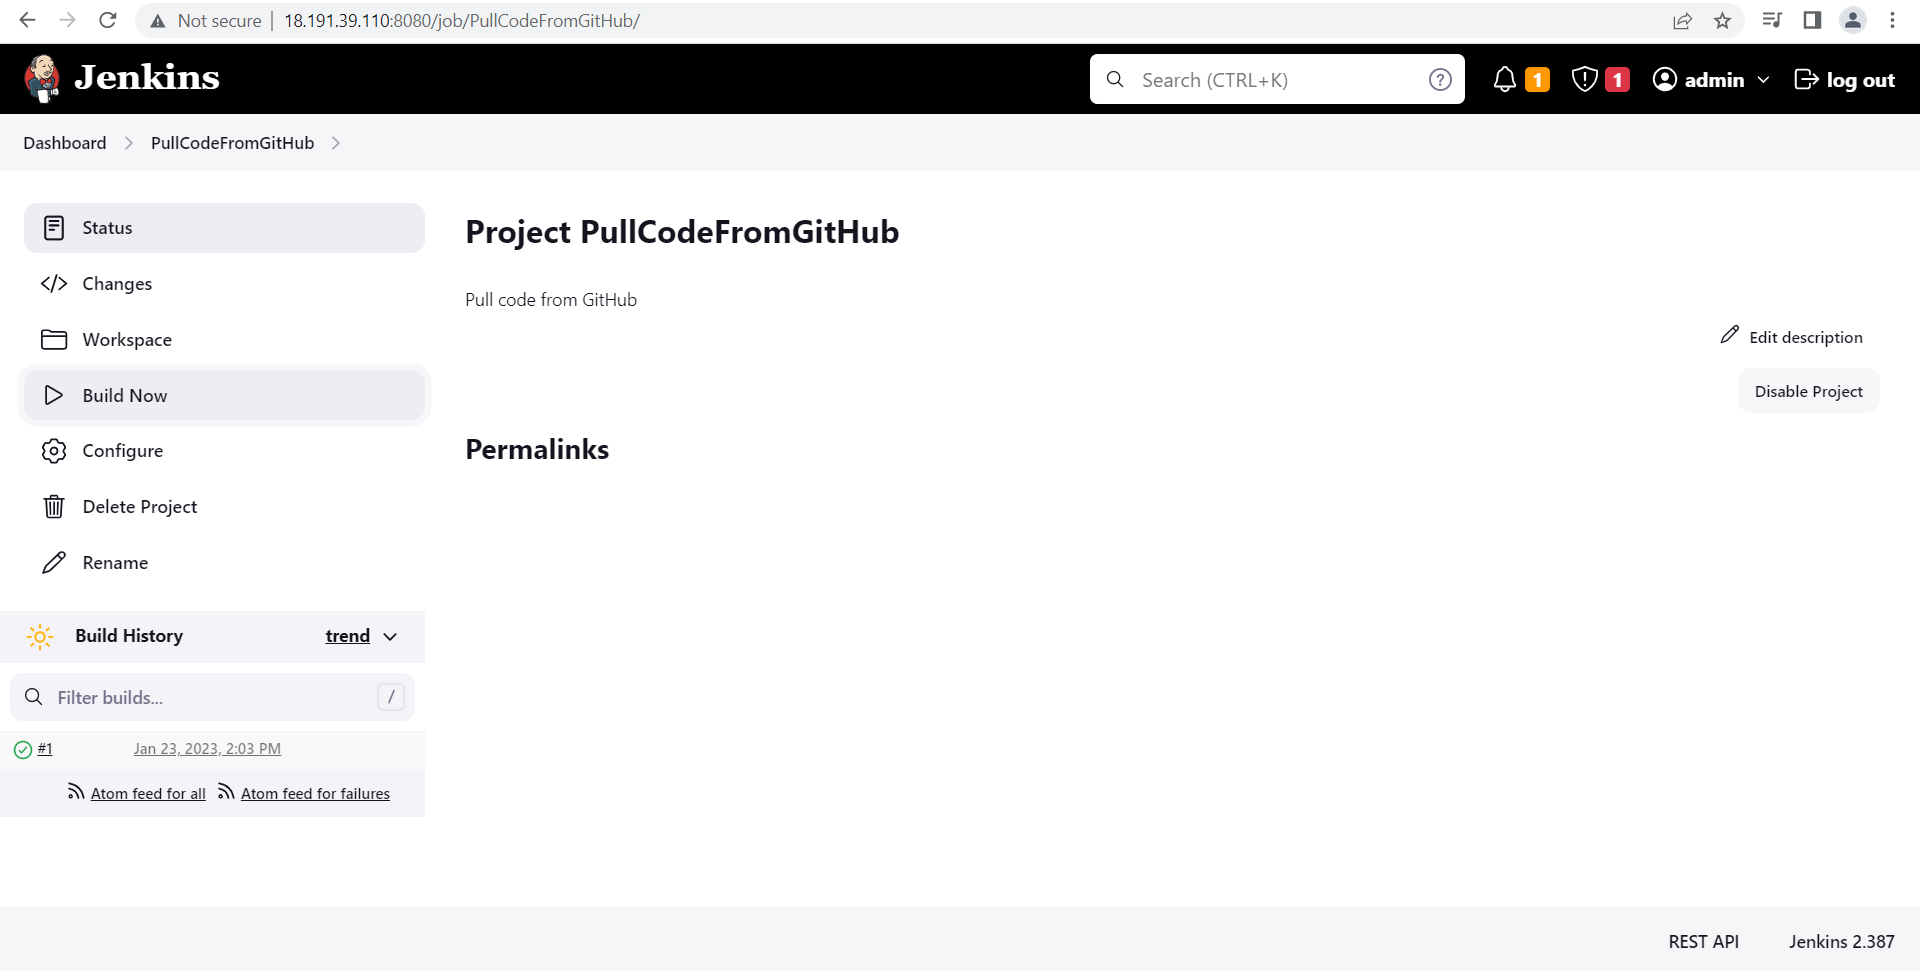 Not secure | 18.191.39.110:8080/job/PullCodeFromGitHub/
Jenkins
Search (CTRL+K)
?
1
1
admin
log out
Dashboard
PullCodeFromGitHub
Status
Changes
Workspace
Build Now
Configure
Delete Project
Rename
Build History
trend
Filter builds...
/
#1
Jan 23, 2023, 2:03 PM
Atom feed for all
Atom feed for failures
Project PullCodeFromGitHub
Pull code from GitHub
Edit description
Disable Project
Permalinks
REST API
Jenkins 2.387